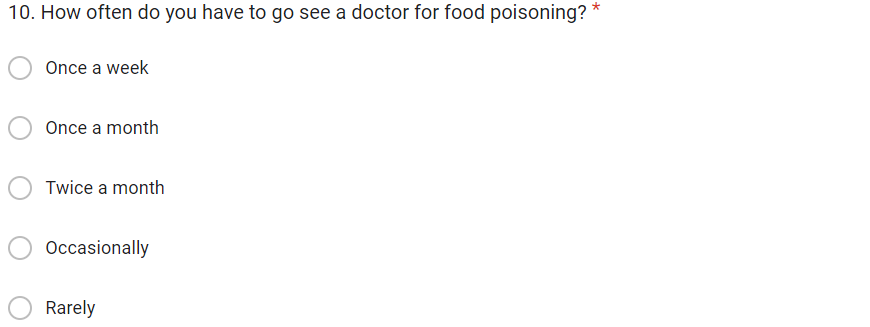 10. How often do you have to go see a doctor for food poisoning? *
Once a week
Once a month
Twice a month
Occasionally
Rarely